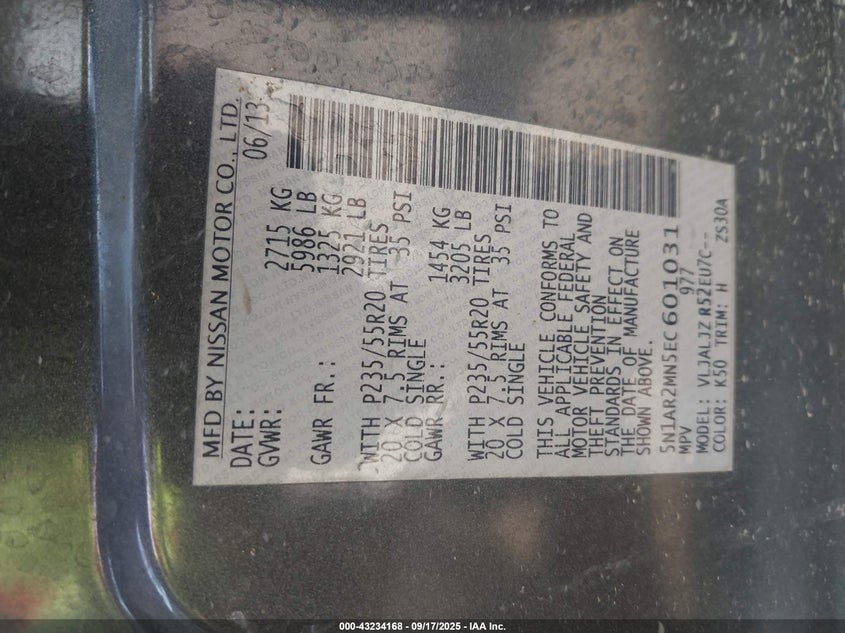 MFD BY NISSAN MOTOR CO., LTD.
DATE: 06/13
GVWR: 2715 KG
5986 LB
GAWR FR.: 1325 KG
2921 LB
WITH P235/55R20 TIRES
20 X 7.5 RIMS AT 35 PSI
COLD SINGLE
GAWR RR.: 1454 KG
3205 LB
WITH P235/55R20 TIRES
20 X 7.5 RIMS AT 35 PSI
COLD SINGLE
THIS VEHICLE CONFORMS TO
ALL APPLICABLE FEDERAL
MOTOR VEHICLE SAFETY AND
THEFT PREVENTION
STANDARDS IN EFFECT ON
THE DATE OF MANUFACTURE
SHOWN ABOVE.
5N1AR2MN5EC601031
MPV 977
MODEL: VLJALJZ R52EU7C--
COLOR: K50 TRIM: H ZS30A
000-43234168 - 09/17/2025 - IAA Inc.